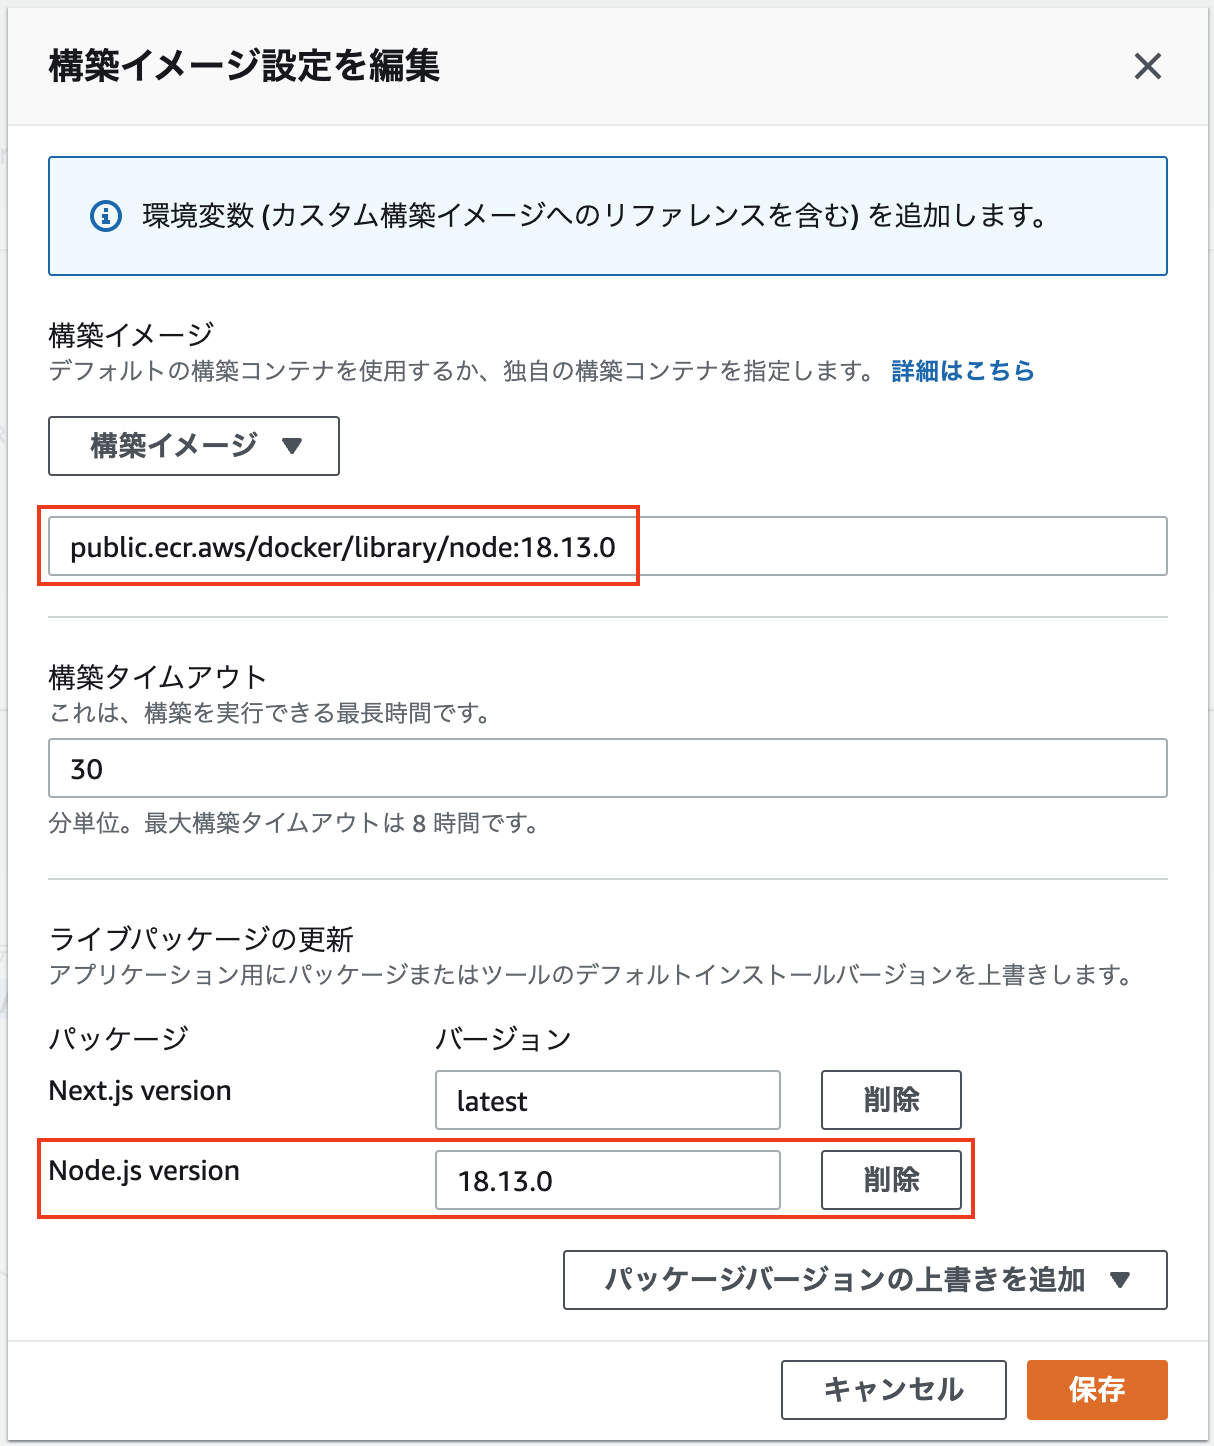 構築イメージ設定を編集
環境変数 (カスタム構築イメージへのリファレンスを含む) を追加します。
構築イメージ
デフォルトの構築コンテナを使用するか、独自の構築コンテナを指定します。 詳細はこちら
構築イメージ ▼
public.ecr.aws/docker/library/node:18.13.0
構築タイムアウト
これは、構築を実行できる最長時間です。
30
分単位。最大構築タイムアウトは 8 時間です。
ライブパッケージの更新
アプリケーション用にパッケージまたはツールのデフォルトインストールバージョンを上書きします。
パッケージ バージョン
Next.js version latest 削除
Node.js version 18.13.0 削除
パッケージバージョンの上書きを追加 ▼
キャンセル 保存